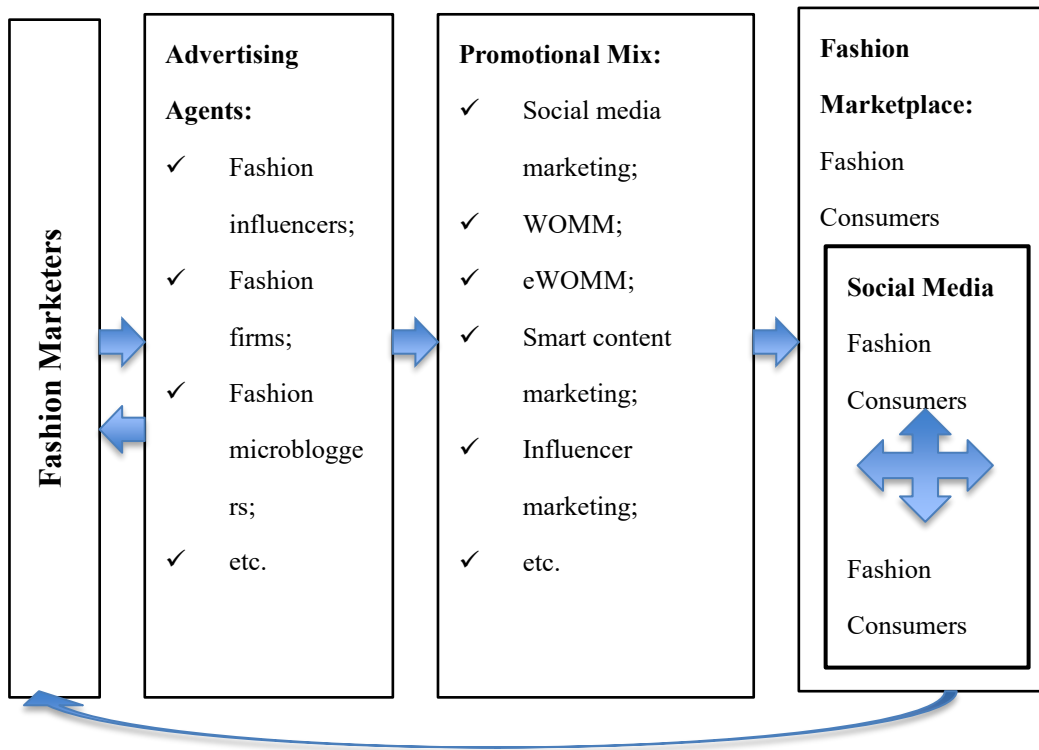 Fashion Marketers
Advertising
Agents:
✓ Fashion
influencers;
✓ Fashion
firms;
✓ Fashion
microblogge
rs;
✓ etc.
Promotional Mix:
✓ Social media
marketing;
✓ WOMM;
✓ eWOMM;
✓ Smart content
marketing;
✓ Influencer
marketing;
✓ etc.
Fashion
Marketplace:
Fashion
Consumers
Social Media
Fashion
Consumers
Fashion
Consumers